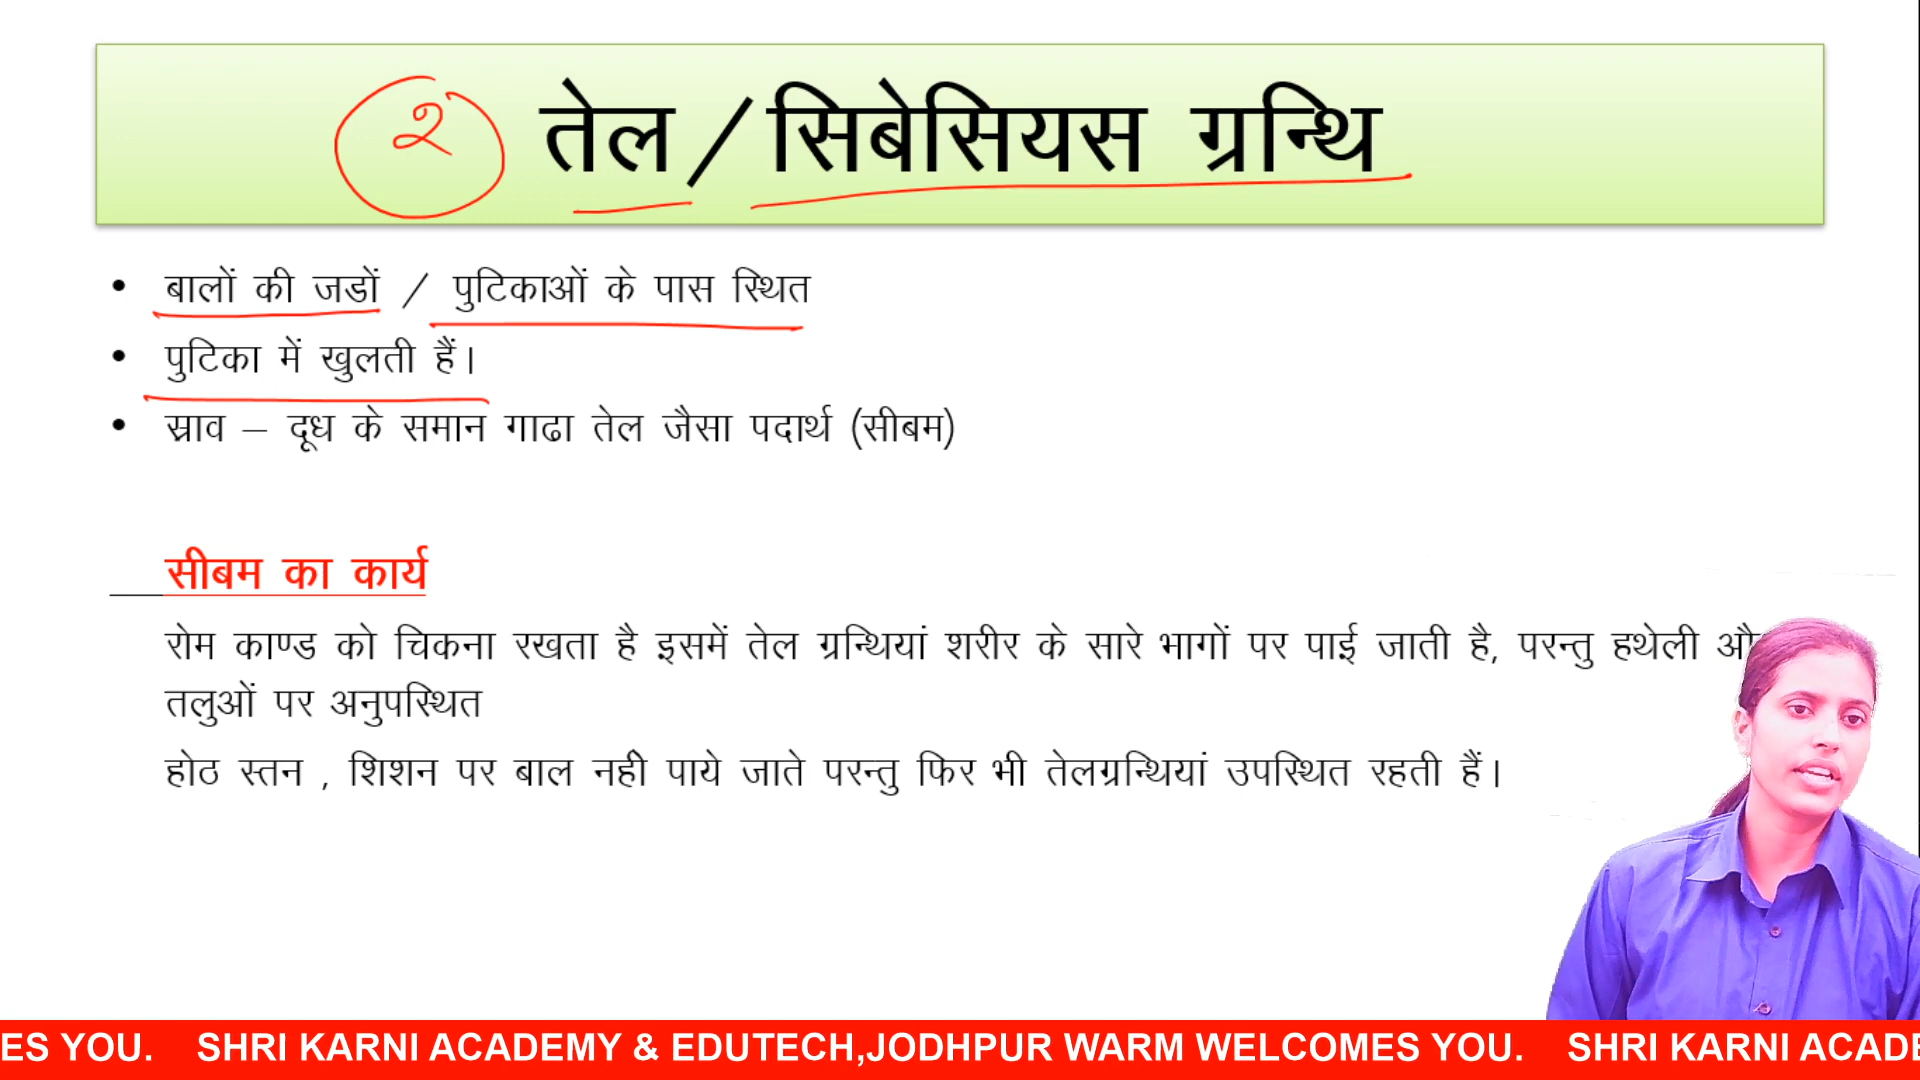 २ तेल/सिबेसियस ग्रन्थि
• बालों की जडों / पुटिकाओं के पास स्थित
• पुटिका में खुलती हैं।
• स्राव – दूध के समान गाढा तेल जैसा पदार्थ (सीबम)
सीबम का कार्य
रोम काण्ड को चिकना रखता है इसमें तेल ग्रन्थियां शरीर के सारे भागों पर पाई जाती है, परन्तु हथेली
तलुओं पर अनुपस्थित
होठ स्तन , शिशन पर बाल नही पाये जाते परन्तु फिर भी तेलग्रन्थियां उपस्थित रहती हैं।
ES YOU. SHRI KARNI ACADEMY & EDUTECH,JODHPUR WARM WELCOMES YOU. SHRI KARNI ACADE